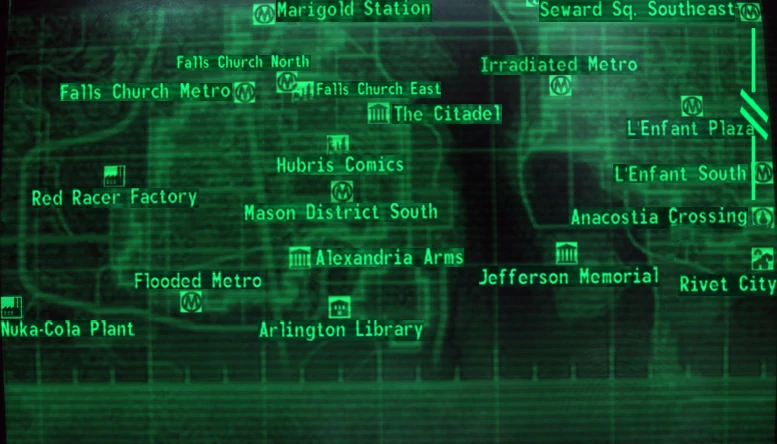 Marigold Station
Seward Sq. Southeast
Falls Church North
Irradiated Metro
Falls Church Metro
Falls Church East
The Citadel
L'Enfant Plaza
Hubris Comics
L'Enfant South
Red Racer Factory
Mason District South
Anacostia Crossing
Alexandria Arms
Jefferson Memorial
Rivet City
Flooded Metro
Nuka-Cola Plant
Arlington Library